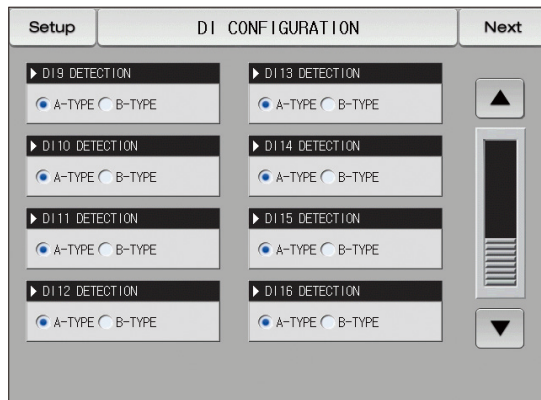 Setup
DI CONFIGURATION
Next
DI9 DETECTION
A-TYPE B-TYPE
DI10 DETECTION
A-TYPE B-TYPE
DI11 DETECTION
A-TYPE B-TYPE
DI12 DETECTION
A-TYPE B-TYPE
DI13 DETECTION
A-TYPE B-TYPE
DI14 DETECTION
A-TYPE B-TYPE
DI15 DETECTION
A-TYPE B-TYPE
DI16 DETECTION
A-TYPE B-TYPE